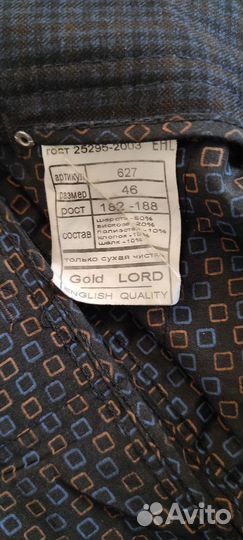 гост 25295-2003 EHC
артикул 627
размер 46
рост 182-188
состав
шерсть-50%
вискоза-20%
полиэстер-10%
хлопок-10%
шелк-10%
только сухая чистка
Gold LORD
ENGLISH QUALITY
Avito